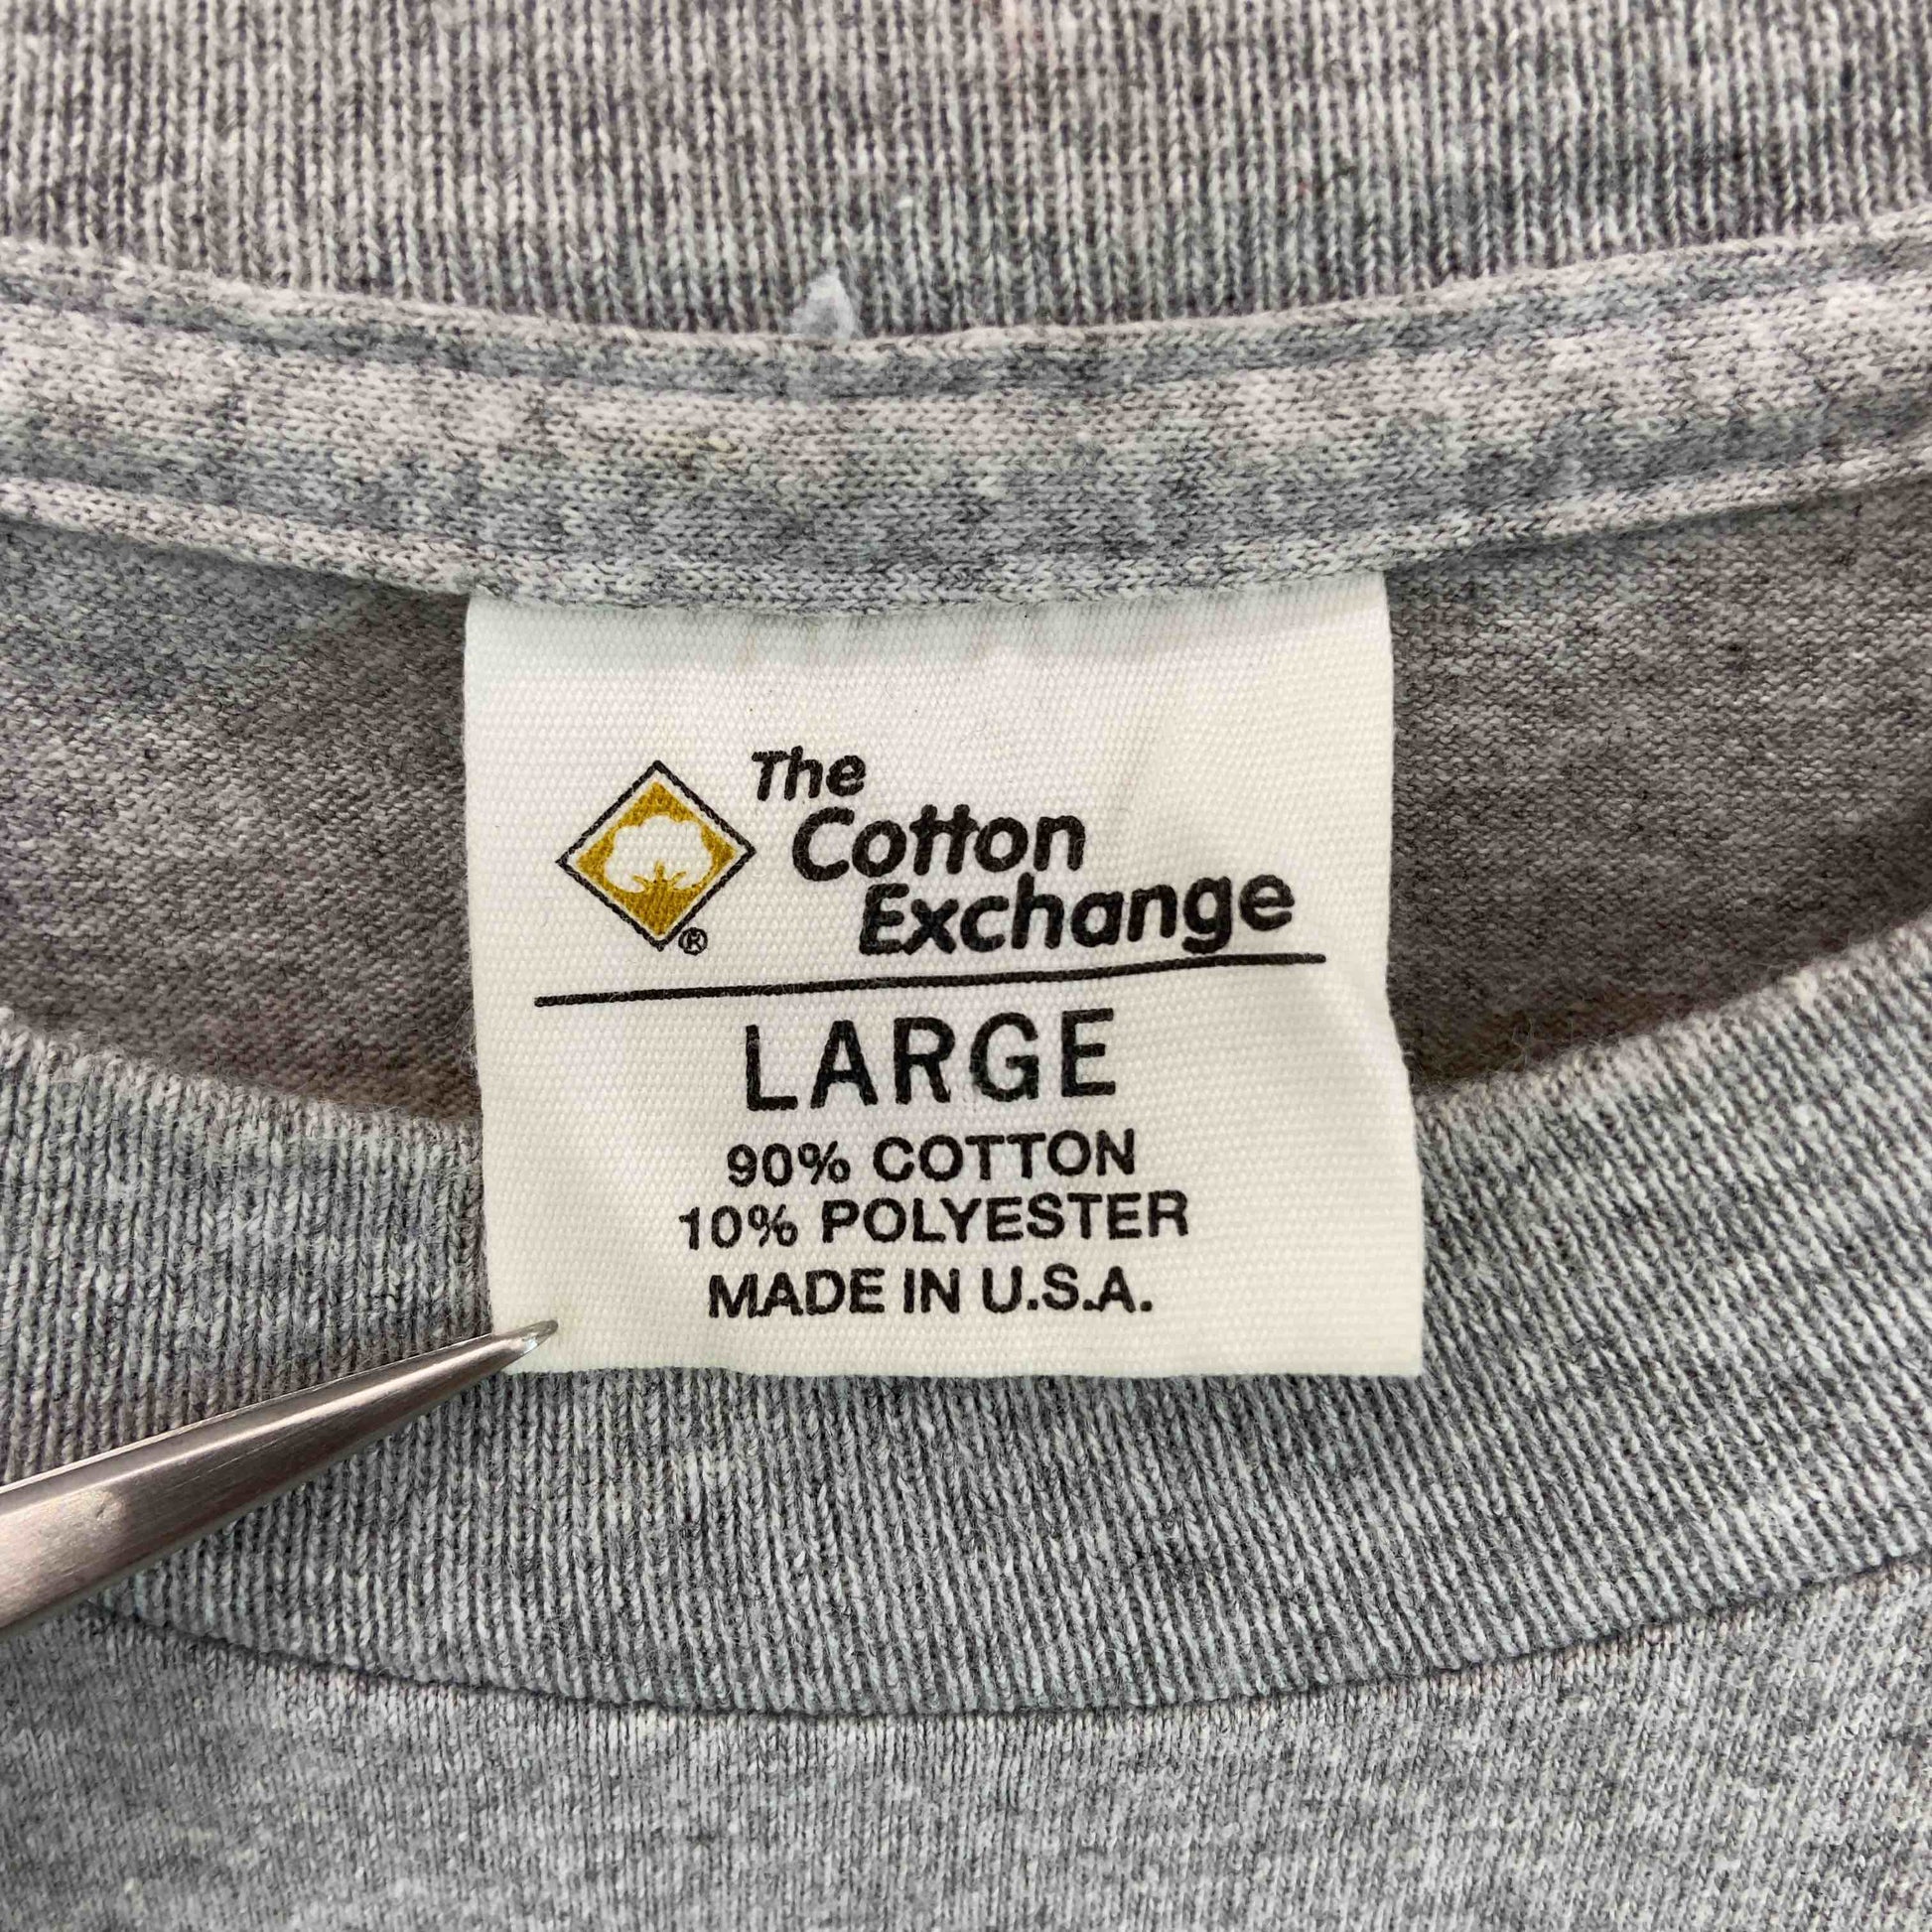 The
Cotton
Exchange
®
LARGE
90% COTTON
10% POLYESTER
MADE IN U.S.A.